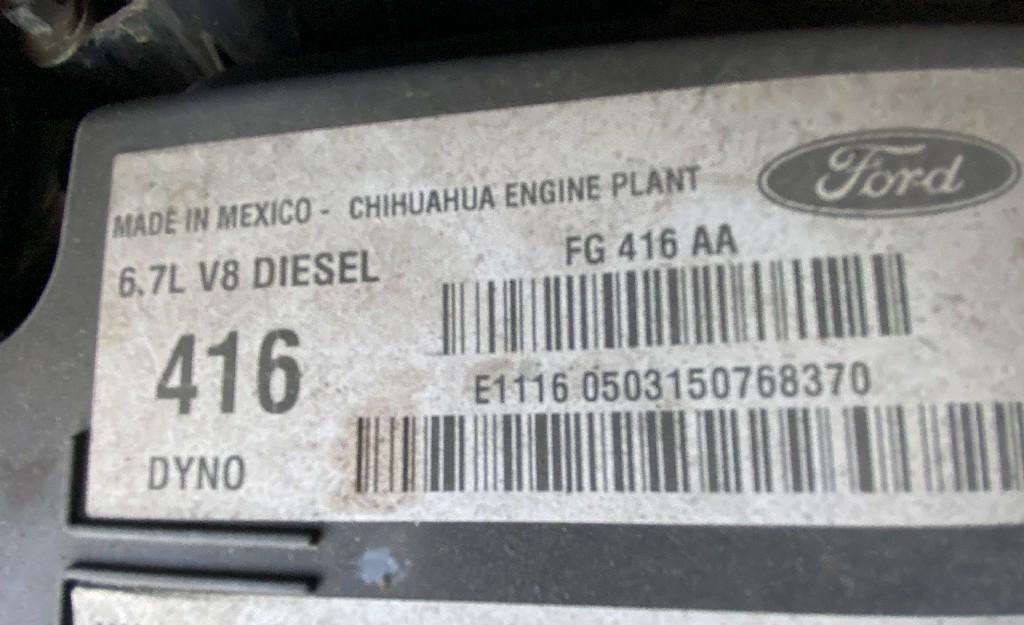 MADE IN MEXICO - CHIHUAHUA ENGINE PLANT
Ford
6.7L V8 DIESEL
FG 416 AA
416
E1116 0503150768370
DYNO